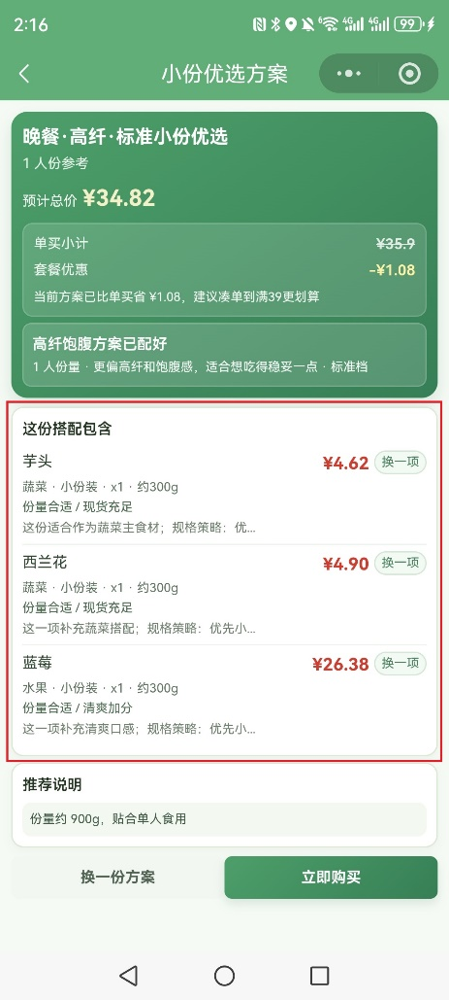 2:16
6 4G 4G 99
小份优选方案
晚餐·高纤·标准小份优选
1 人份参考
预计总价 ¥34.82
单买小计 ¥35.9
套餐优惠 -¥1.08
当前方案已比单买省 ¥1.08，建议凑单到满39更划算
高纤饱腹方案已配好
1 人份量 · 更偏高纤和饱腹感，适合想吃得稳妥一点 · 标准档
这份搭配包含
芋头 ¥4.62 换一项
蔬菜 · 小份装 · x1 · 约300g
份量合适 / 现货充足
这份适合作为蔬菜主食材；规格策略：优...
西兰花 ¥4.90 换一项
蔬菜 · 小份装 · x1 · 约300g
份量合适 / 现货充足
这一项补充蔬菜搭配；规格策略：优先小...
蓝莓 ¥26.38 换一项
水果 · 小份装 · x1 · 约300g
份量合适 / 清爽加分
这一项补充清爽口感；规格策略：优先小...
推荐说明
份量约 900g，贴合单人食用
换一份方案 立即购买